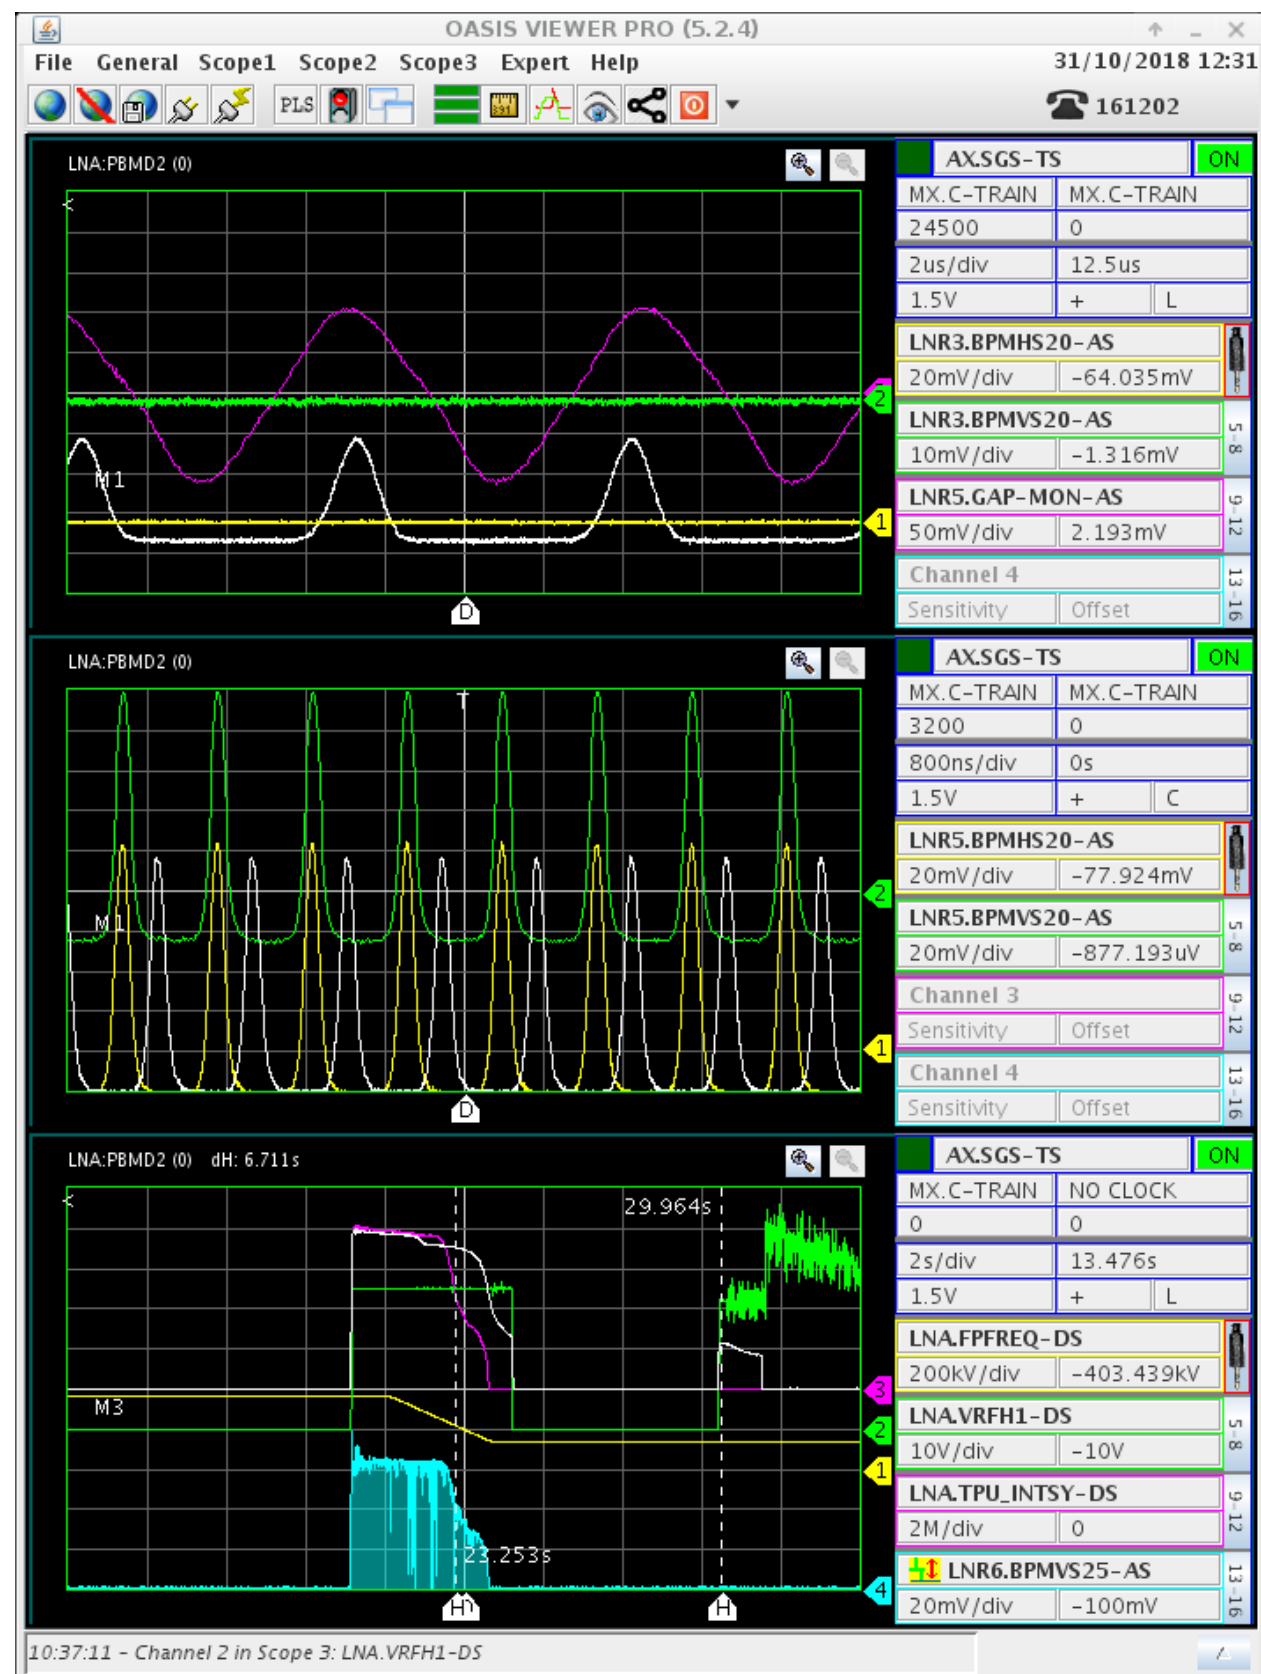 OASIS VIEWER PRO (5.2.4)
File General Scope1 Scope2 Scope3 Expert Help 31/10/2018 12:31
PLS 161202
LNA:PBMD2 (0)
AX.SGS-TS ON
MX.C-TRAIN MX.C-TRAIN
24500 0
2us/div 12.5us
1.5V + L
LNR3.BPMHS20-AS
20mV/div -64.035mV
LNR3.BPMVS20-AS
10mV/div -1.316mV
5-8
LNR5.GAP-MON-AS
50mV/div 2.193mV
9-12
Channel 4
Sensitivity Offset
13-16
M1
2
1
D
LNA:PBMD2 (0)
AX.SGS-TS ON
MX.C-TRAIN MX.C-TRAIN
3200 0
800ns/div 0s
1.5V + C
LNR5.BPMHS20-AS
20mV/div -77.924mV
LNR5.BPMVS20-AS
20mV/div -877.193uV
5-8
Channel 3
Sensitivity Offset
9-12
Channel 4
Sensitivity Offset
13-16
T
M1
2
1
D
LNA:PBMD2 (0) dH: 6.711s
AX.SGS-TS ON
MX.C-TRAIN NO CLOCK
0 0
2s/div 13.476s
1.5V + L
LNA.FPFREQ-DS
200kV/div -403.439kV
LNA.VRFH1-DS
10V/div -10V
5-8
LNA.TPU_INTSY-DS
2M/div 0
9-12
LNR6.BPMVS25-AS
20mV/div -100mV
13-16
29.964s
M3
3
2
1
23.253s
4
H H
10:37:11 - Channel 2 in Scope 3: LNA.VRFH1-DS